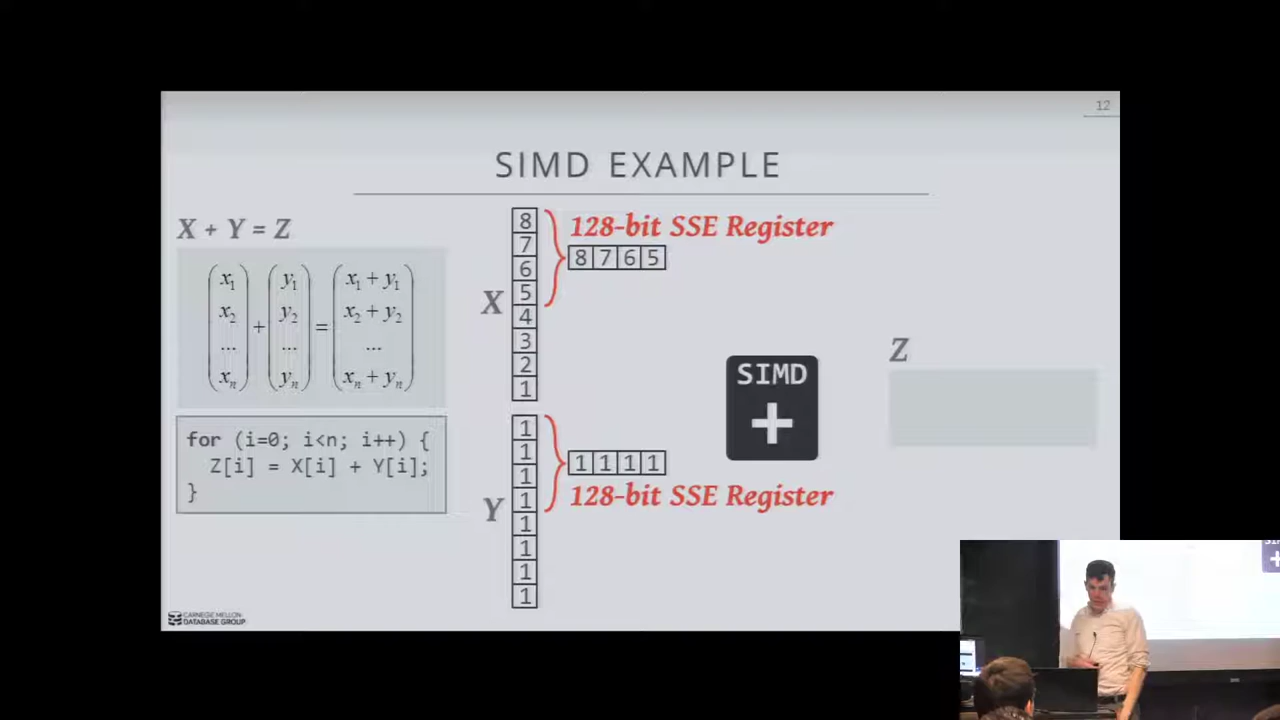 12
SIMD EXAMPLE
X + Y = Z
x1 y1 x1 + y1
x2 y2 x2 + y2
... + ... = ...
xn yn xn + yn
for (i=0; i<n; i++) {
Z[i] = X[i] + Y[i];
}
X
8
7
6
5
4
3
2
1
128-bit SSE Register
8 7 6 5
Y
1
1
1
1
1
1
1
1
1 1 1 1
128-bit SSE Register
SIMD
+
Z
CARNEGIE MELLON
DATABASE GROUP